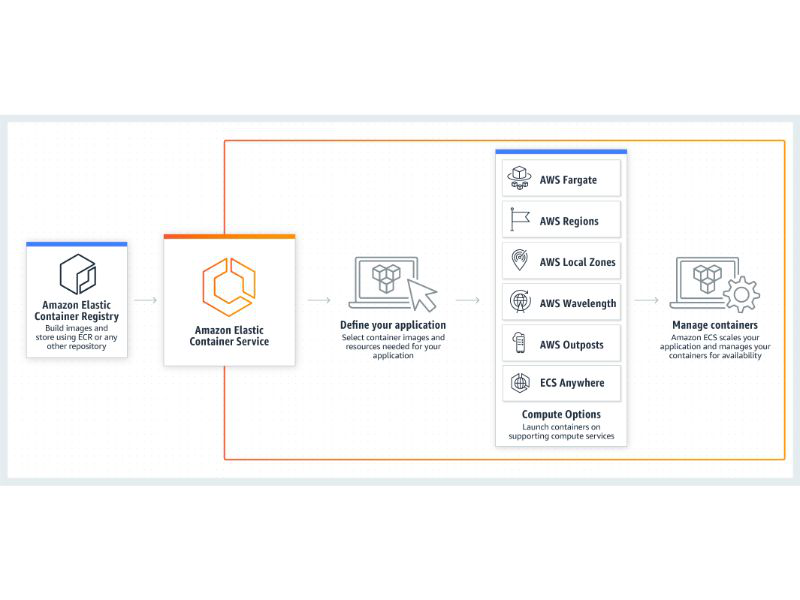 Amazon Elastic
Container Registry
Build images and
store using ECR or any
other repository
Amazon Elastic
Container Service
Define your application
Select container images and
resources needed for your
application
AWS Fargate
AWS Regions
AWS Local Zones
AWS Wavelength
AWS Outposts
ECS Anywhere
Compute Options
Launch containers on
supporting compute services
Manage containers
Amazon ECS scales your
application and manages your
containers for availability